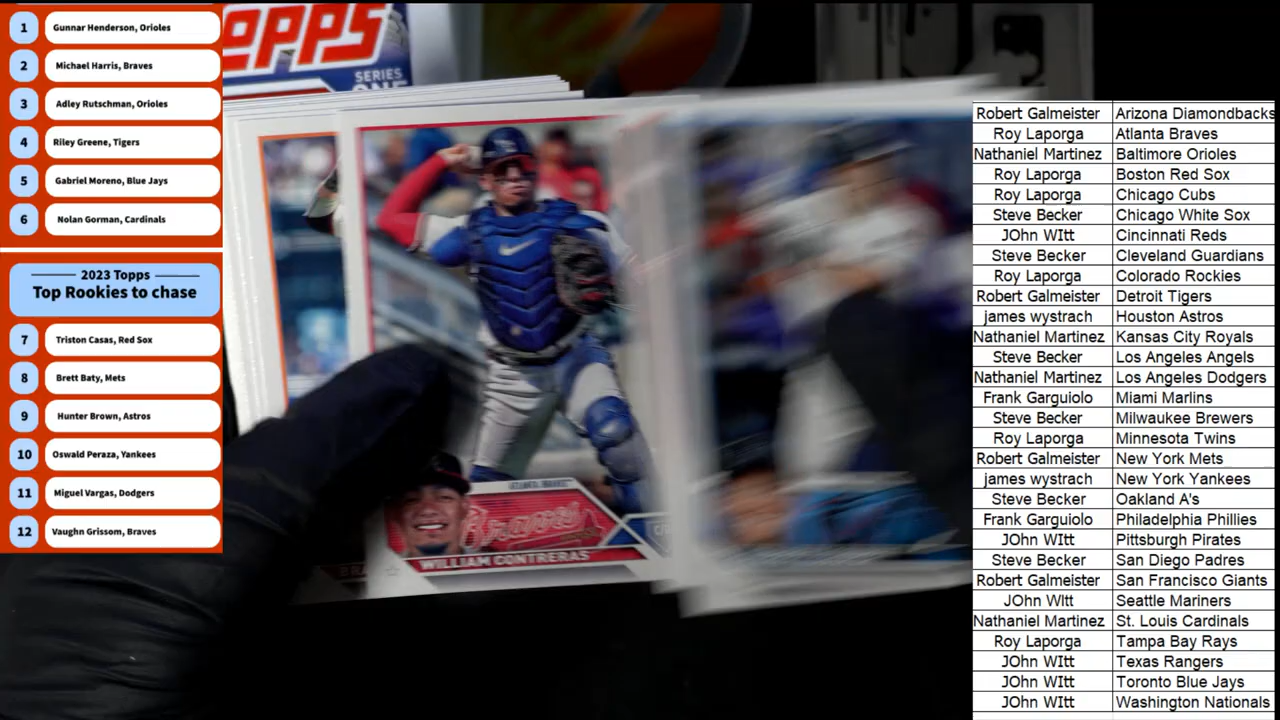 1 Gunnar Henderson, Orioles
2 Michael Harris, Braves
3 Adley Rutschman, Orioles
4 Riley Greene, Tigers
5 Gabriel Moreno, Blue Jays
6 Nolan Gorman, Cardinals
2023 Topps
Top Rookies to chase
7 Triston Casas, Red Sox
8 Brett Baty, Mets
9 Hunter Brown, Astros
10 Oswald Peraza, Yankees
11 Miguel Vargas, Dodgers
12 Vaughn Grissom, Braves
OPPS
SERIES
ONE
ATLANTA BRAVES
Braves
WILLIAM CONTRERAS
Robert Galmeister Arizona Diamondbacks
Roy Laporga Atlanta Braves
Nathaniel Martinez Baltimore Orioles
Roy Laporga Boston Red Sox
Roy Laporga Chicago Cubs
Steve Becker Chicago White Sox
JOhn WItt Cincinnati Reds
Steve Becker Cleveland Guardians
Roy Laporga Colorado Rockies
Robert Galmeister Detroit Tigers
james wystrach Houston Astros
Nathaniel Martinez Kansas City Royals
Steve Becker Los Angeles Angels
Nathaniel Martinez Los Angeles Dodgers
Frank Garguiolo Miami Marlins
Steve Becker Milwaukee Brewers
Roy Laporga Minnesota Twins
Robert Galmeister New York Mets
james wystrach New York Yankees
Steve Becker Oakland A's
Frank Garguiolo Philadelphia Phillies
JOhn WItt Pittsburgh Pirates
Steve Becker San Diego Padres
Robert Galmeister San Francisco Giants
JOhn WItt Seattle Mariners
Nathaniel Martinez St. Louis Cardinals
Roy Laporga Tampa Bay Rays
JOhn WItt Texas Rangers
JOhn WItt Toronto Blue Jays
JOhn WItt Washington Nationals